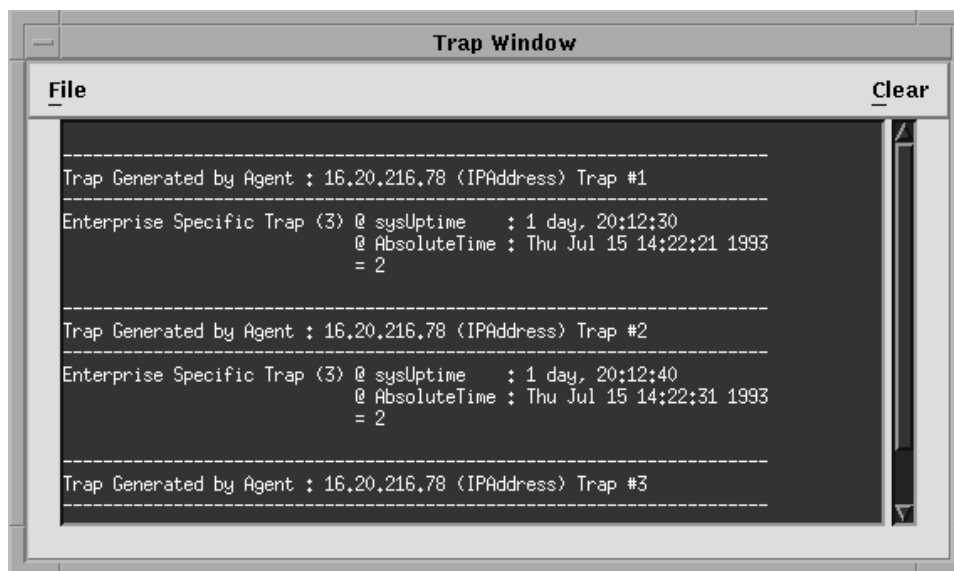 Trap Window
File Clear
--------------------------------------------------------------------------------
Trap Generated by Agent : 16.20.216.78 (IPAddress) Trap #1
--------------------------------------------------------------------------------
Enterprise Specific Trap (3) @ sysUptime : 1 day, 20:12:30
@ AbsoluteTime : Thu Jul 15 14:22:21 1993
= 2
--------------------------------------------------------------------------------
Trap Generated by Agent : 16.20.216.78 (IPAddress) Trap #2
--------------------------------------------------------------------------------
Enterprise Specific Trap (3) @ sysUptime : 1 day, 20:12:40
@ AbsoluteTime : Thu Jul 15 14:22:31 1993
= 2
--------------------------------------------------------------------------------
Trap Generated by Agent : 16.20.216.78 (IPAddress) Trap #3
--------------------------------------------------------------------------------